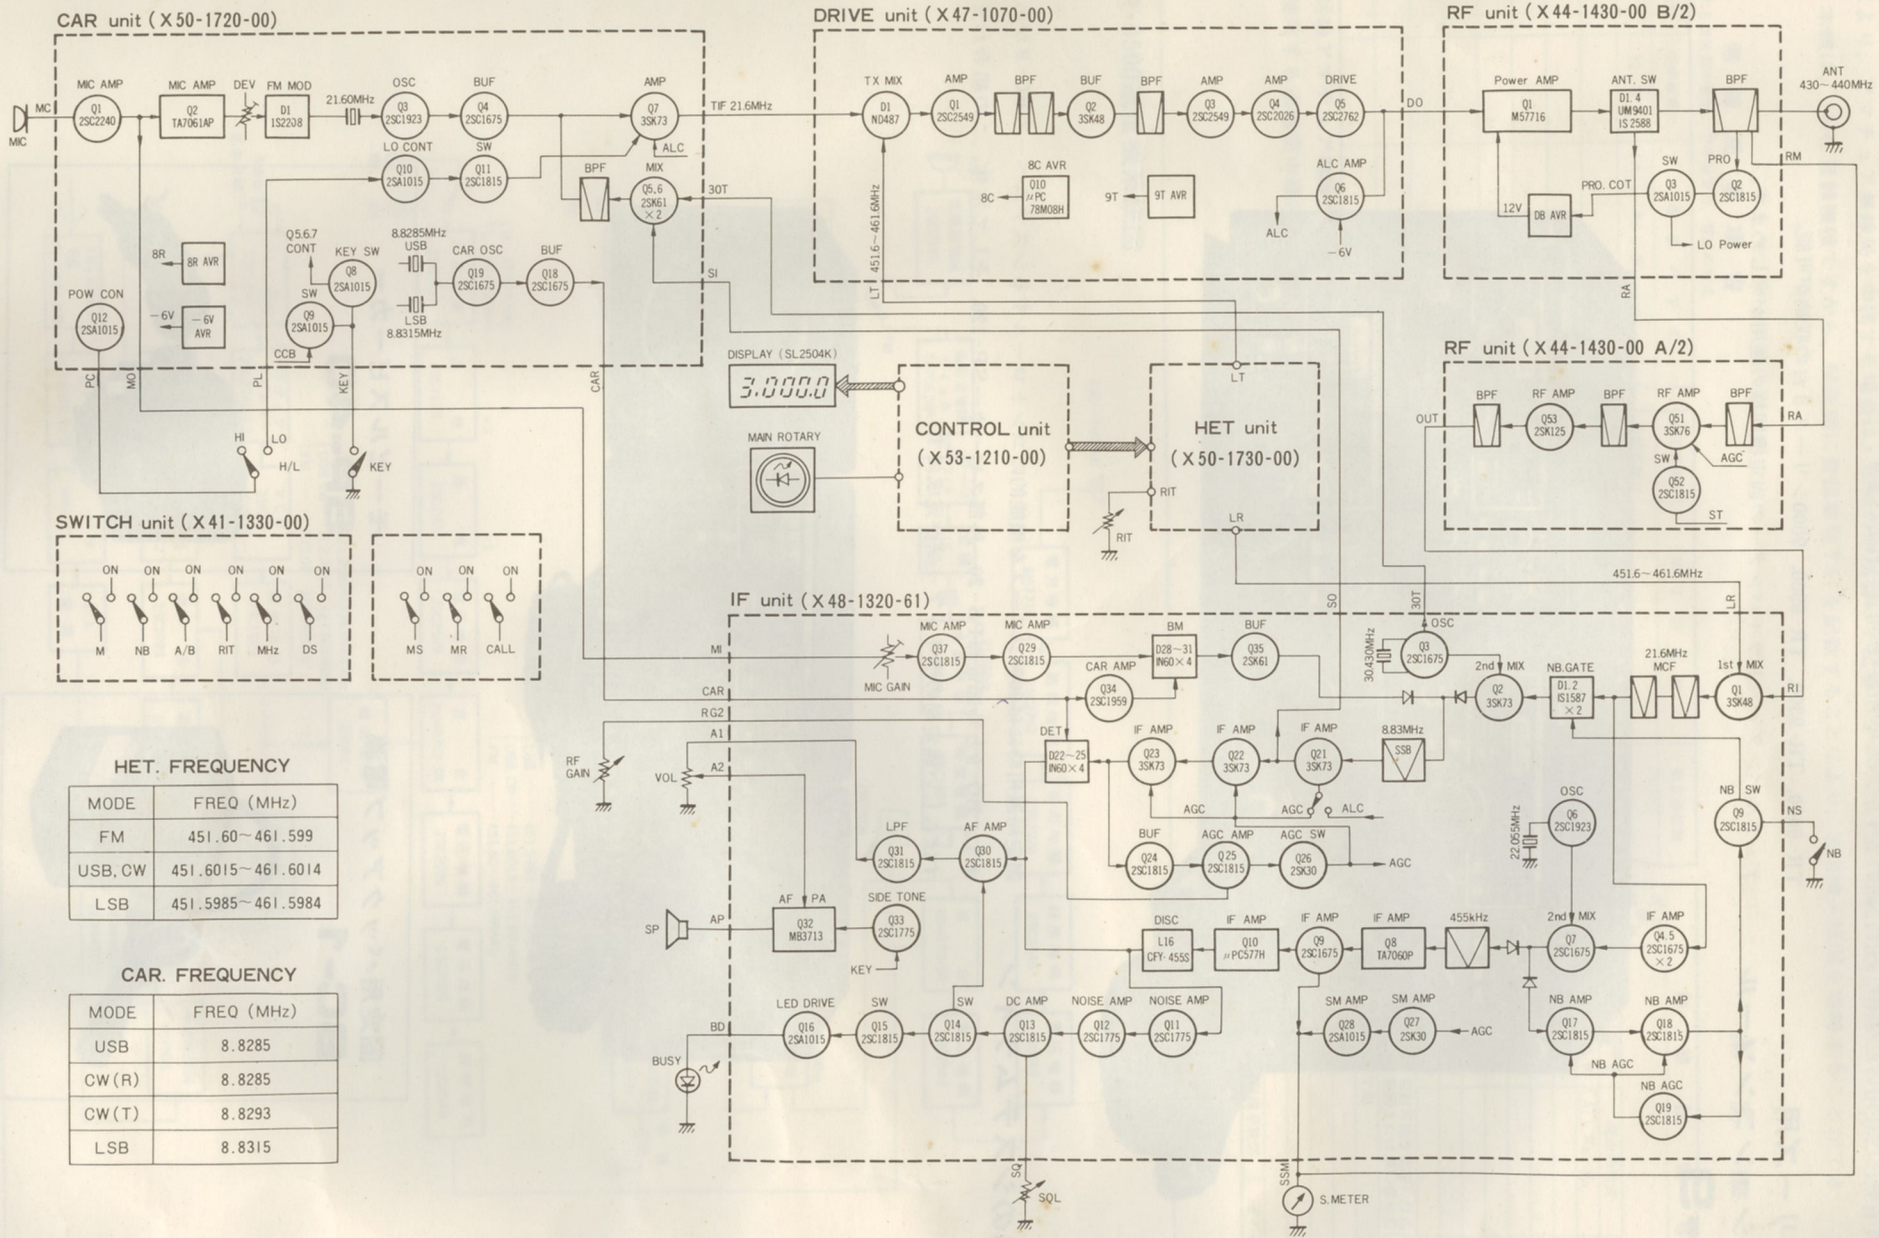 CAR unit (X50-1720-00)
MC
MIC
MIC AMP
Q1
2SC2240
MIC AMP
Q2
TA7061AP
DEV
FM MOD
D1
1S2208
21.60MHz
OSC
Q3
2SC1923
BUF
Q4
2SC1675
AMP
Q7
3SK73
ALC
TIF 21.6MHz
LO CONT
Q10
2SA1015
SW
Q11
2SC1815
BPF
MIX
Q5.6
2SK61
×2
30T
SI
8R
8R AVR
-6V
-6V
AVR
Q5.6.7
CONT
KEY SW
Q8
2SA1015
SW
Q9
2SA1015
CCB
8.8285MHz
USB
LSB
8.8315MHz
CAR OSC
Q19
2SC1675
BUF
Q18
2SC1675
POW CON
Q12
2SA1015
PC
MO
PL
KEY
CAR
HI
LO
H/L
KEY
DRIVE unit (X47-1070-00)
TX MIX
D1
ND487
AMP
Q1
2SC2549
BPF
BUF
Q2
3SK48
BPF
AMP
Q3
2SC2549
AMP
Q4
2SC2026
DRIVE
Q5
2SC2762
DO
8C AVR
Q10
μPC
78M08H
8C
9T
9T AVR
ALC AMP
Q6
2SC1815
ALC
-6V
451.6~461.6MHz
LT
RF unit (X44-1430-00 B/2)
Power AMP
Q1
M57716
ANT. SW
D1. 4
UM9401
IS2588
BPF
ANT
430~440MHz
RM
PRO
SW
Q3
2SA1015
Q2
2SC1815
PRO. COT
12V
DB AVR
LO Power
RA
RF unit (X44-1430-00 A/2)
OUT
BPF
RF AMP
Q53
2SK125
BPF
RF AMP
Q51
3SK76
BPF
RA
AGC
SW
Q52
2SC1815
ST
DISPLAY (SL2504K)
3.000.0
MAIN ROTARY
CONTROL unit
(X53-1210-00)
LT
HET unit
(X50-1730-00)
RIT
RIT
LR
451.6~461.6MHz
SWITCH unit (X41-1330-00)
ON
ON
ON
ON
ON
ON
M
NB
A/B
RIT
MHz
DS
ON
ON
ON
MS
MR
CALL
IF unit (X48-1320-61)
SO
30T
LR
MI
MIC GAIN
MIC AMP
Q37
2SC1815
MIC AMP
Q29
2SC1815
BM
D28~31
IN60×4
BUF
Q35
2SK61
CAR AMP
Q34
2SC1959
CAR
30.430MHz
OSC
Q3
2SC1675
2nd MIX
Q2
3SK73
NB.GATE
D1.2
IS1587
×2
21.6MHz
MCF
1st MIX
Q1
3SK48
RI
RG2
A1
A2
RF
GAIN
VOL
DET
D22~25
IN60×4
IF AMP
Q23
3SK73
IF AMP
Q22
3SK73
IF AMP
Q21
3SK73
8.83MHz
SSB
AGC
AGC
ALC
LPF
Q31
2SC1815
AF AMP
Q30
2SC1815
BUF
Q24
2SC1815
AGC AMP
Q25
2SC1815
AGC SW
Q26
2SK30
AGC
OSC
Q6
2SC1923
22.055MHz
NB SW
Q9
2SC1815
NS
NB
SP
AP
AF PA
Q32
MB3713
SIDE TONE
Q33
2SC1775
KEY
DISC
L16
CFY-455S
IF AMP
Q10
μPC577H
IF AMP
Q9
2SC1675
IF AMP
Q8
TA7060P
455kHz
2nd MIX
Q7
2SC1675
IF AMP
Q4.5
2SC1675
×2
BD
BUSY
LED DRIVE
Q16
2SA1015
SW
Q15
2SC1815
SW
Q14
2SC1815
DC AMP
Q13
2SC1815
NOISE AMP
Q12
2SC1775
NOISE AMP
Q11
2SC1775
SM AMP
Q28
2SA1015
SM AMP
Q27
2SK30
AGC
NB AMP
Q17
2SC1815
NB AMP
Q18
2SC1815
NB AGC
NB AGC
Q19
2SC1815
SQ
SQL
SSM
S.METER
HET. FREQUENCY
MODE FREQ (MHz)
FM 451.60~461.599
USB, CW 451.6015~461.6014
LSB 451.5985~461.5984
CAR. FREQUENCY
MODE FREQ (MHz)
USB 8.8285
CW(R) 8.8285
CW(T) 8.8293
LSB 8.8315